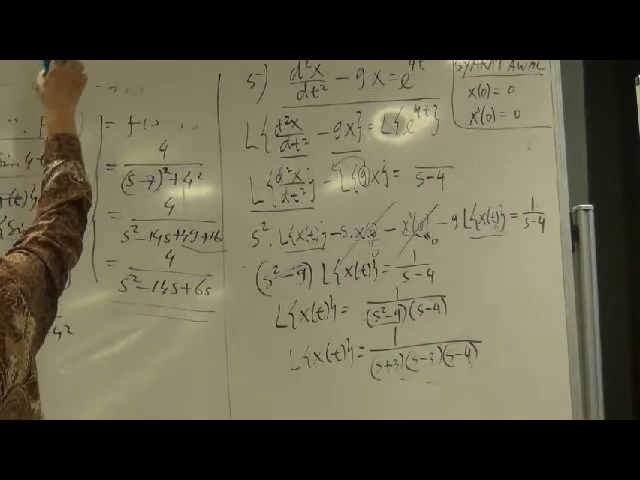 = 4 / ((s-7)² + 4²)
= 4 / (s² - 14s + 49 + 16)
= 4 / (s² - 14s + 65)
5) d²x/dt² - 9x = e^4t
L{d²x/dt² - 9x} = L{e^4t}
L{d²x/dt²} - L{9x} = 1/(s-4)
s². L{x(t)} - s.x(0) - x'(0) - 9 L{x(t)} = 1/(s-4)
(s²-9) L{x(t)} = 1/(s-4)
L{x(t)} = 1/((s²-9)(s-4))
L{x(t)} = 1/((s+3)(s-3)(s-4))
SYARAT AWAL
x(0) = 0
x'(0) = 0